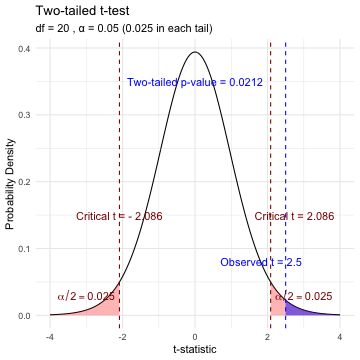 Two-tailed t-test
df = 20 , α = 0.05 (0.025 in each tail)
0.4
Two-tailed p-value = 0.0212
0.3
Probability Density
0.2
Critical t = - 2.086
Critical t = 2.086
0.1
Observed t = 2.5
α/2 = 0.025
α/2 = 0.025
0.0
-4
-2
0
2
4
t-statistic